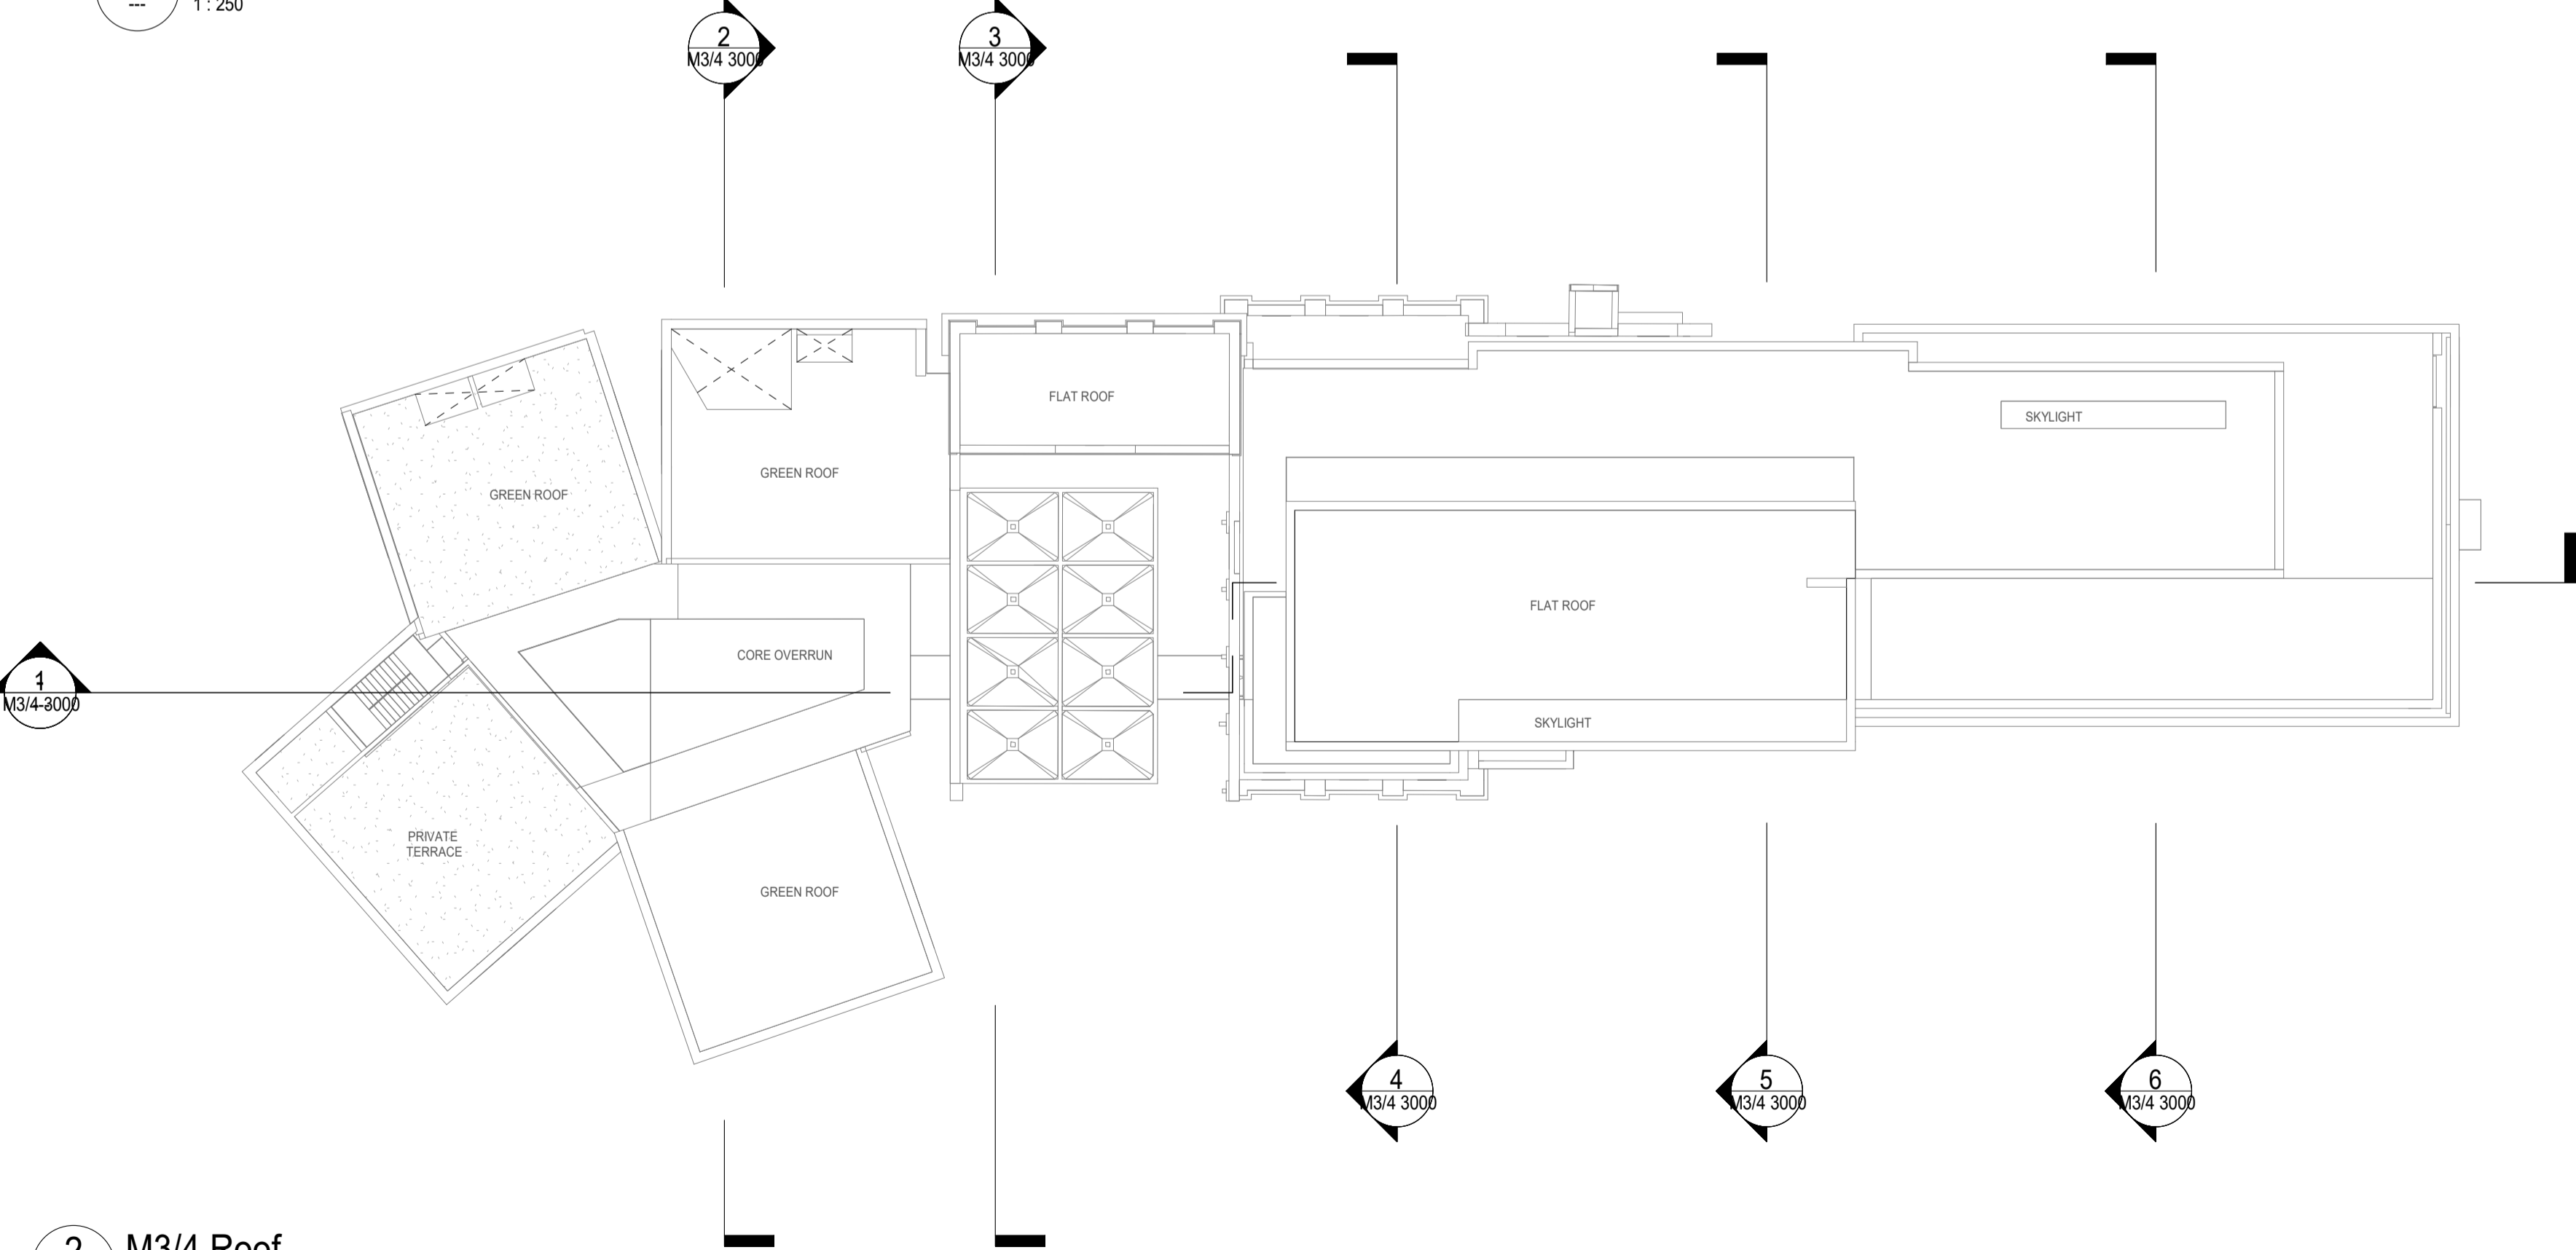 ---
1 : 250
2
M3/4 3000
3
M3/4 3000
FLAT ROOF
SKYLIGHT
GREEN ROOF
GREEN ROOF
FLAT ROOF
CORE OVERRUN
1
M3/4 3000
SKYLIGHT
PRIVATE
TERRACE
GREEN ROOF
4
M3/4 3000
5
M3/4 3000
6
M3/4 3000
2
M3/4 Roof